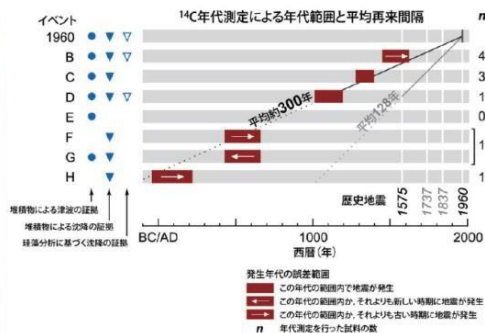 ¹⁴C年代測定による年代範囲と平均再来間隔
イベント
n
1960
B
4
C
3
D
1
E
0
F
G
1
H
1
平均約300年
平均128年
歴史地震
1575
1737
1837
1960
堆積物による津波の証拠
堆積物による沈降の証拠
珪藻分析に基づく沈降の証拠
BC/AD
1000
2000
西暦(年)
発生年代の誤差範囲
この年代の範囲内で地震が発生
この年代の範囲内か、それよりも新しい時期に地震が発生
この年代の範囲内か、それよりも古い時期に地震が発生
n 年代測定を行った試料の数